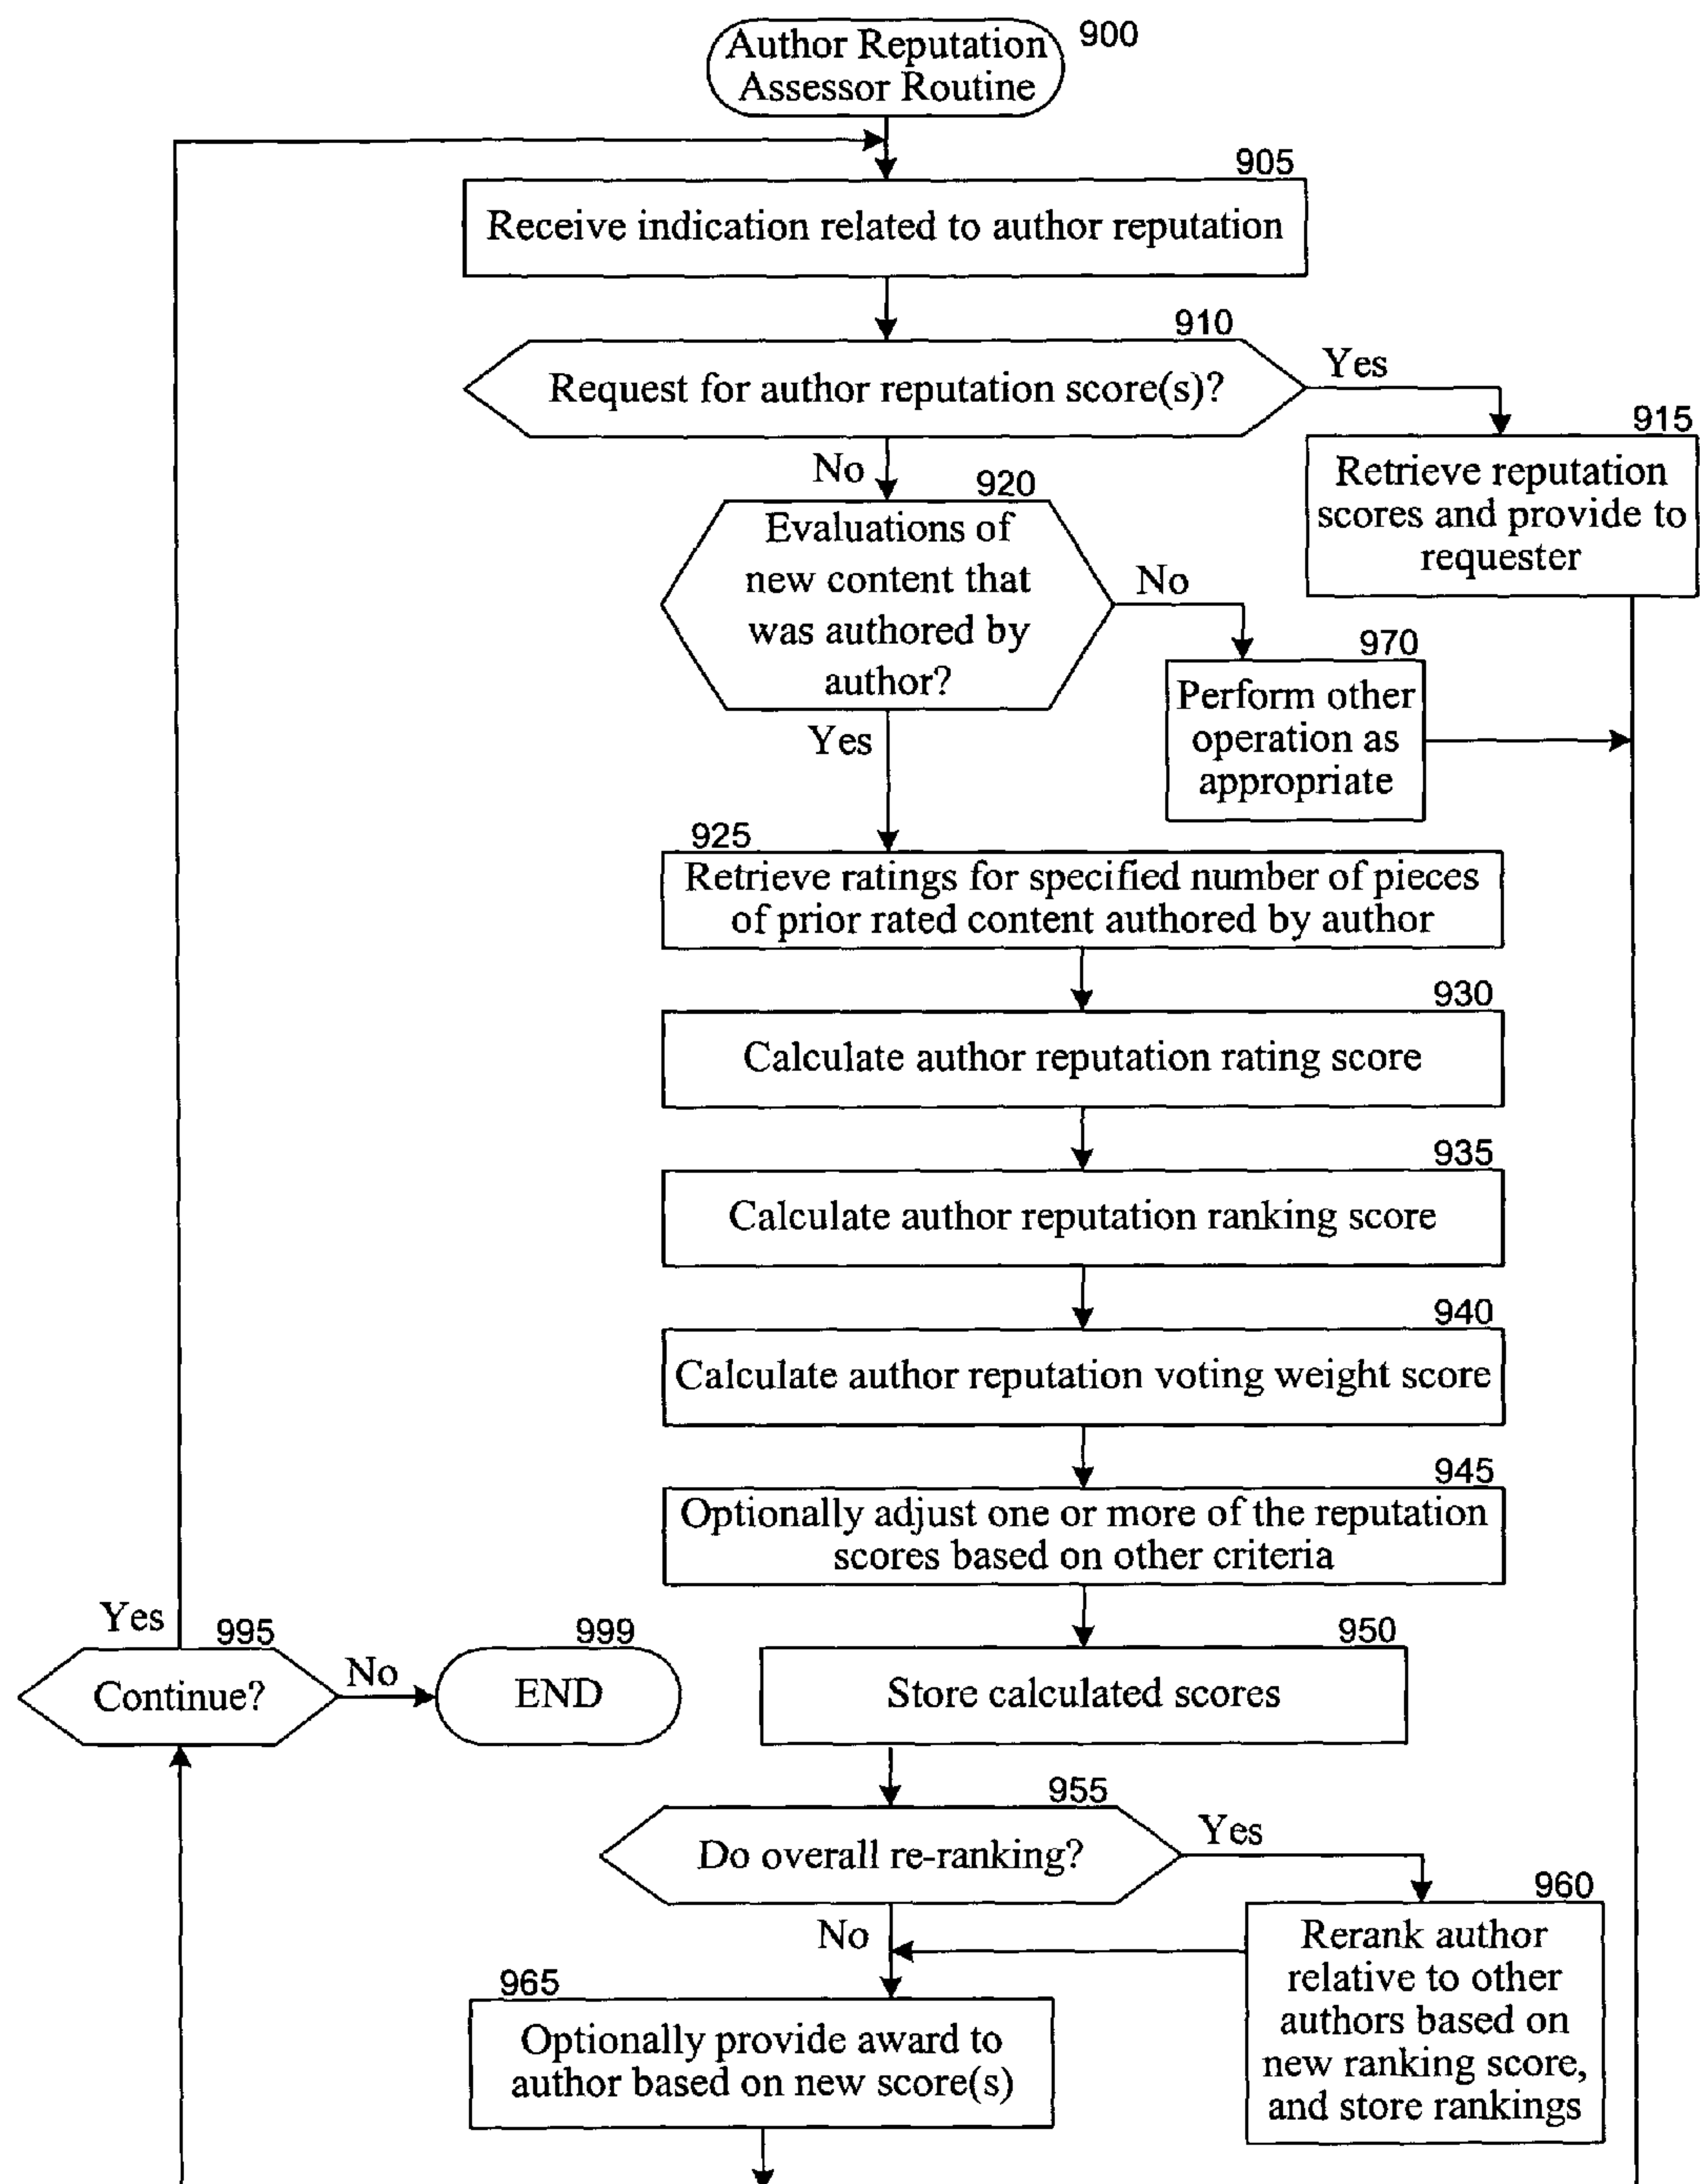 Author Reputation
Assessor Routine
900
905
Receive indication related to author reputation
910
Request for author reputation score(s)?
Yes
915
Retrieve reputation
scores and provide to
requester
No
920
Evaluations of
new content that
was authored by
author?
No
970
Perform other
operation as
appropriate
Yes
925
Retrieve ratings for specified number of pieces
of prior rated content authored by author
930
Calculate author reputation rating score
935
Calculate author reputation ranking score
940
Calculate author reputation voting weight score
945
Optionally adjust one or more of the reputation
scores based on other criteria
Yes
995
Continue?
No
999
END
950
Store calculated scores
955
Do overall re-ranking?
Yes
960
Rerank author
relative to other
authors based on
new ranking score,
and store rankings
No
965
Optionally provide award to
author based on new score(s)